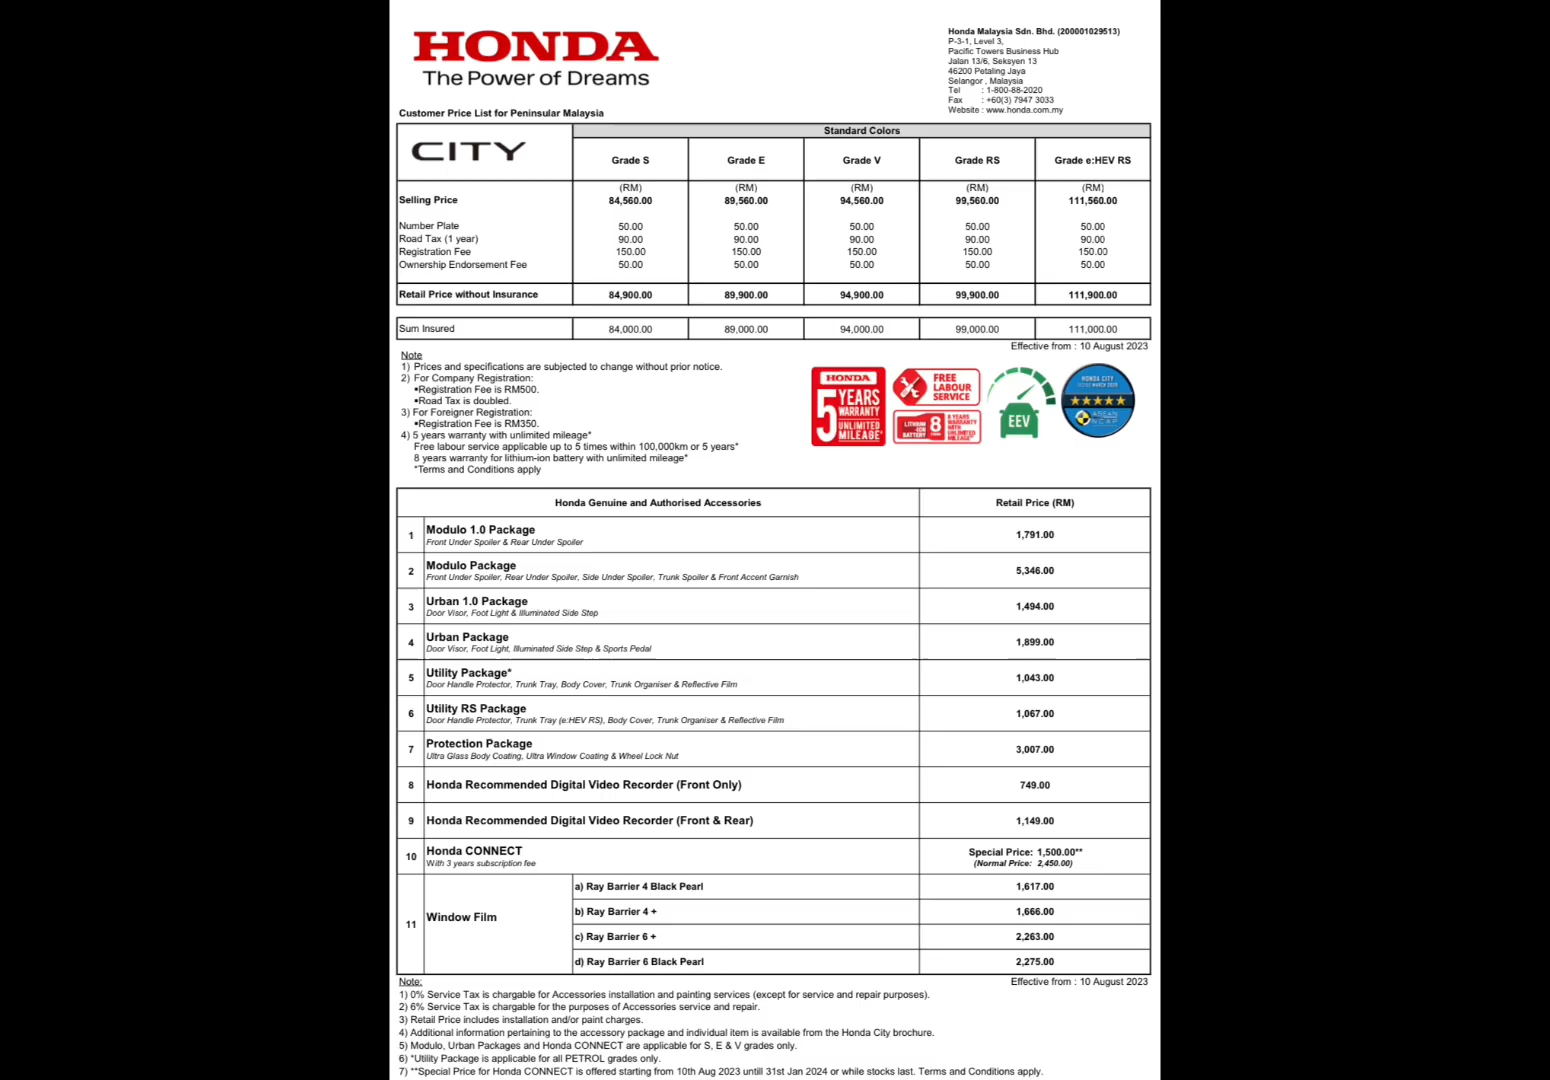 HONDA
The Power of Dreams
Honda Malaysia Sdn. Bhd. (200001029513)
P-3-1, Level 3,
Pacific Towers Business Hub
Jalan 13/6, Seksyen 13
46200 Petaling Jaya
Selangor , Malaysia
Tel : 1-800-88-2020
Fax : +60(3) 7947 3033
Website : www.honda.com.my
Customer Price List for Peninsular Malaysia
CITY
Standard Colors
Grade S Grade E Grade V Grade RS Grade e:HEV RS
(RM) (RM) (RM) (RM) (RM)
Selling Price 84,560.00 89,560.00 94,560.00 99,560.00 111,560.00
Number Plate 50.00 50.00 50.00 50.00 50.00
Road Tax (1 year) 90.00 90.00 90.00 90.00 90.00
Registration Fee 150.00 150.00 150.00 150.00 150.00
Ownership Endorsement Fee 50.00 50.00 50.00 50.00 50.00
Retail Price without Insurance 84,900.00 89,900.00 94,900.00 99,900.00 111,900.00
Sum Insured 84,000.00 89,000.00 94,000.00 99,000.00 111,000.00
Effective from : 10 August 2023
Note
1) Prices and specifications are subjected to change without prior notice.
2) For Company Registration:
▪Registration Fee is RM500.
▪Road Tax is doubled.
3) For Foreigner Registration:
▪Registration Fee is RM350.
4) 5 years warranty with unlimited mileage*
Free labour service applicable up to 5 times within 100,000km or 5 years*
8 years warranty for lithium-ion battery with unlimited mileage*
*Terms and Conditions apply
HONDA
5 YEARS
WARRANTY
UNLIMITED
MILEAGE*
FREE
LABOUR
SERVICE
LITHIUM
ION
BATTERY
8
8 YEARS
WARRANTY
WITH
UNLIMITED
MILEAGE*
EEV
HONDA CITY
ASEAN
NCAP
Honda Genuine and Authorised Accessories Retail Price (RM)
1 Modulo 1.0 Package 1,791.00
Front Under Spoiler & Rear Under Spoiler
2 Modulo Package 5,346.00
Front Under Spoiler, Rear Under Spoiler, Side Under Spoiler, Trunk Spoiler & Front Accent Garnish
3 Urban 1.0 Package 1,494.00
Door Visor, Foot Light & Illuminated Side Step
4 Urban Package 1,899.00
Door Visor, Foot Light, Illuminated Side Step & Sports Pedal
5 Utility Package* 1,043.00
Door Handle Protector, Trunk Tray, Body Cover, Trunk Organiser & Reflective Film
6 Utility RS Package 1,067.00
Door Handle Protector, Trunk Tray (e:HEV RS), Body Cover, Trunk Organiser & Reflective Film
7 Protection Package 3,007.00
Ultra Glass Body Coating, Ultra Window Coating & Wheel Lock Nut
8 Honda Recommended Digital Video Recorder (Front Only) 749.00
9 Honda Recommended Digital Video Recorder (Front & Rear) 1,149.00
10 Honda CONNECT Special Price: 1,500.00**
With 3 years subscription fee (Normal Price: 2,450.00)
11 Window Film
a) Ray Barrier 4 Black Pearl 1,617.00
b) Ray Barrier 4 + 1,666.00
c) Ray Barrier 6 + 2,263.00
d) Ray Barrier 6 Black Pearl 2,275.00
Note: Effective from : 10 August 2023
1) 0% Service Tax is chargable for Accessories installation and painting services (except for service and repair purposes).
2) 6% Service Tax is chargable for the purposes of Accessories service and repair.
3) Retail Price includes installation and/or paint charges.
4) Additional information pertaining to the accessory package and individual item is available from the Honda City brochure.
5) Modulo, Urban Packages and Honda CONNECT are applicable for S, E & V grades only.
6) *Utility Package is applicable for all PETROL grades only.
7) **Special Price for Honda CONNECT is offered starting from 10th Aug 2023 untill 31st Jan 2024 or while stocks last. Terms and Conditions apply.